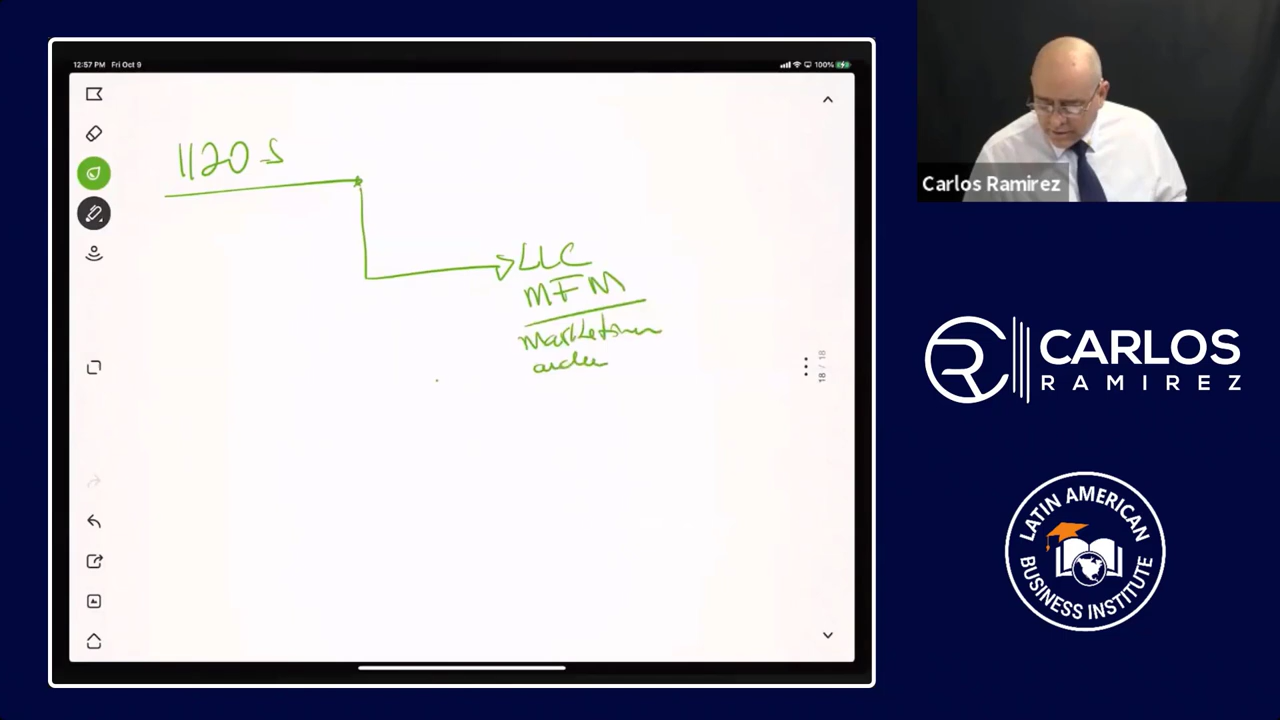 12:57 PM Fri Oct 9
100%
1120 S
LLC
MFM
18 / 18
Carlos Ramirez
CR
CARLOS
RAMIREZ
LATIN AMERICAN
BUSINESS INSTITUTE